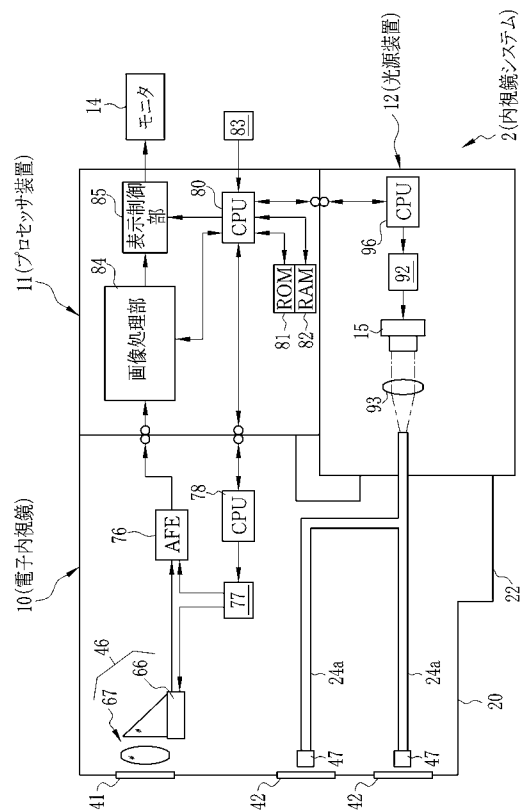 10(電子内視鏡)
11(プロセッサ装置)
12(光源装置)
2(内視鏡システム)
14
モニタ
85
表示制御部
84
画像処理部
83
80
CPU
ROM
RAM
81
82
96
CPU
92
15
93
76
AFE
78
CPU
77
46
66
67
41
42
42
47
47
24a
24a
20
22